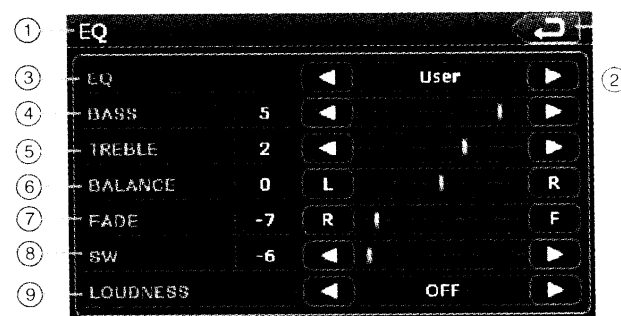 ① EQ
③ EQ User ②
④ BASS 5
⑤ TREBLE 2
⑥ BALANCE 0 L R
⑦ FADE -7 R F
⑧ SW -6
⑨ LOUDNESS OFF